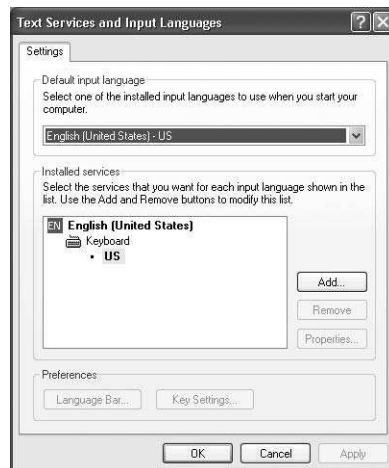 Text Services and Input Languages
Settings
Default input language
Select one of the installed input languages to use when you start your
computer.
English (United States) - US
Installed services
Select the services that you want for each input language shown in the
list. Use the Add and Remove buttons to modify this list.
EN English (United States)
Keyboard
• US
Add...
Remove
Properties...
Preferences
Language Bar...
Key Settings...
OK
Cancel
Apply